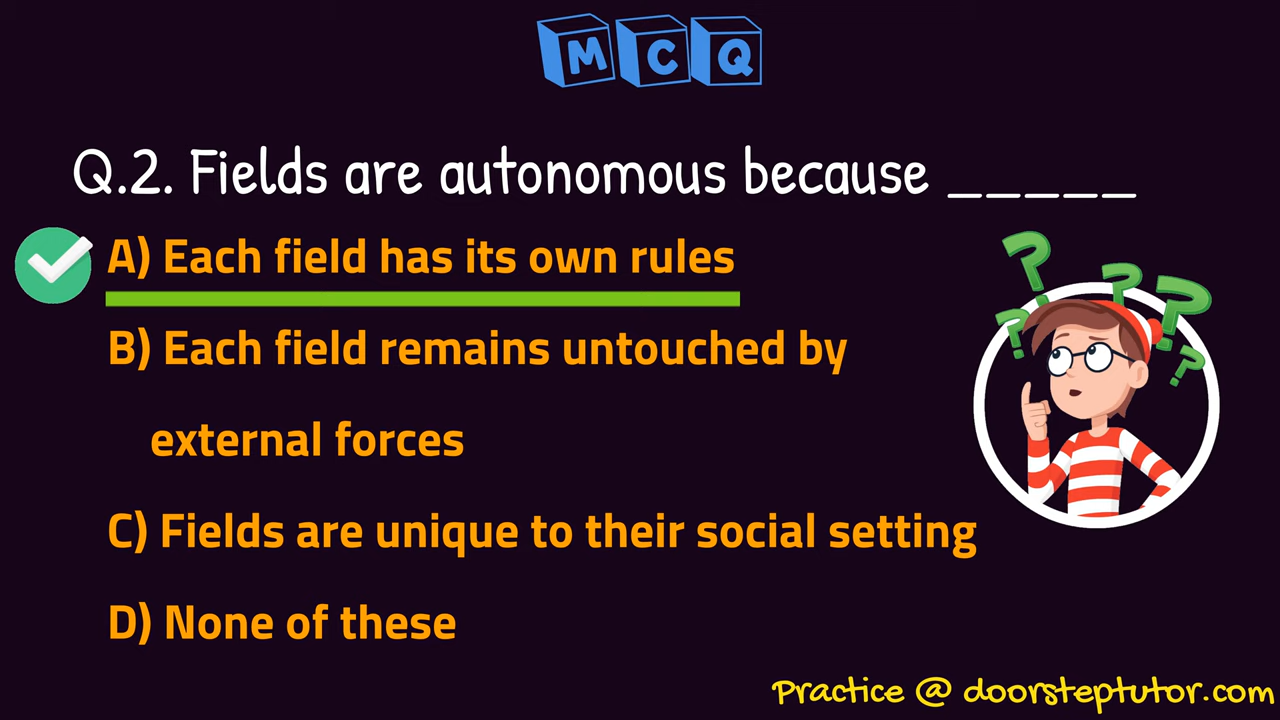 MCQ
Q.2. Fields are autonomous because _ _ _ _ _
A) Each field has its own rules
B) Each field remains untouched by
external forces
C) Fields are unique to their social setting
D) None of these
Practice @ doorsteptutor.com